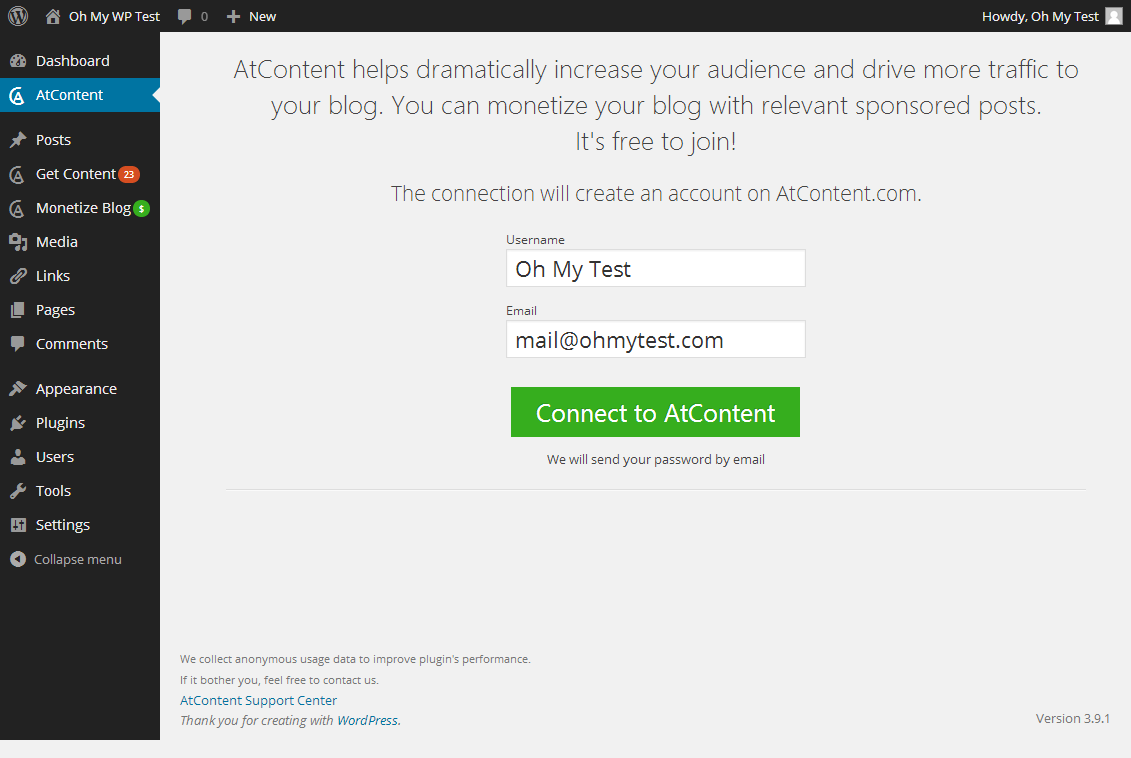 Oh My WP Test 0 New Howdy, Oh My Test
Dashboard
AtContent
Posts
Get Content 23
Monetize Blog $
Media
Links
Pages
Comments
Appearance
Plugins
Users
Tools
Settings
Collapse menu
AtContent helps dramatically increase your audience and drive more traffic to
your blog. You can monetize your blog with relevant sponsored posts.
It's free to join!
The connection will create an account on AtContent.com.
Username
Oh My Test
Email
mail@ohmytest.com
Connect to AtContent
We will send your password by email
We collect anonymous usage data to improve plugin's performance.
If it bother you, feel free to contact us.
AtContent Support Center
Thank you for creating with WordPress.
Version 3.9.1